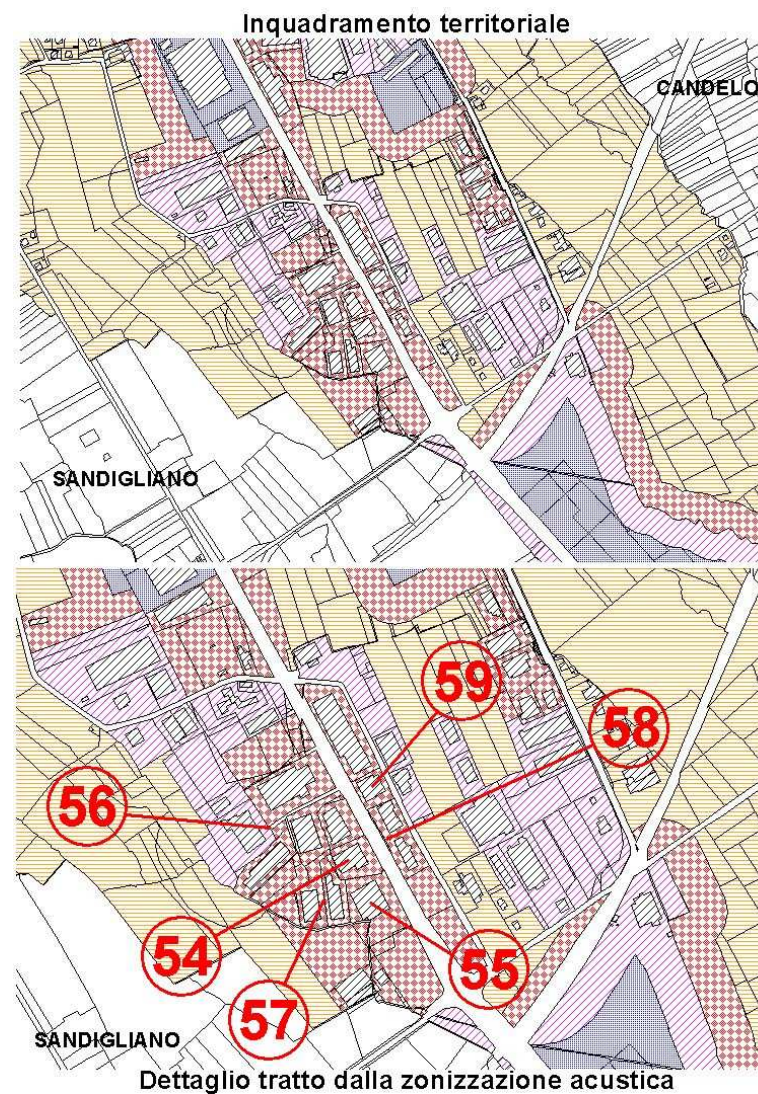 Inquadramento territoriale
CANDELO
SANDIGLIANO
59
58
56
54
55
57
SANDIGLIANO
Dettaglio tratto dalla zonizzazione acustica